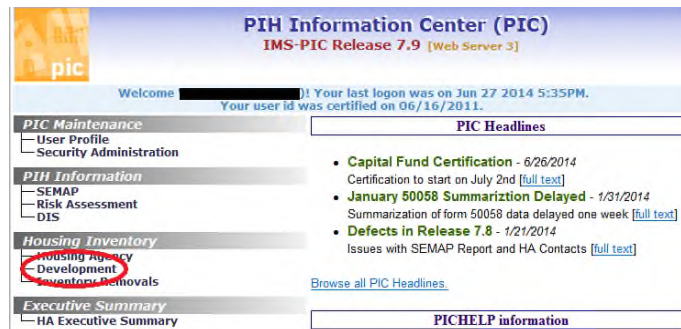 PIH Information Center (PIC)
IMS-PIC Release 7.9 [Web Server 3]
pic
Welcome )! Your last logon was on Jun 27 2014 5:35PM.
Your user id was certified on 06/16/2011.
PIC Maintenance
User Profile
Security Administration
PIH Information
SEMAP
Risk Assessment
DIS
Housing Inventory
Housing Agency
Development
Inventory Removals
Executive Summary
HA Executive Summary
PIC Headlines
Capital Fund Certification - 6/26/2014
Certification to start on July 2nd [full text]
January 50058 Summariztion Delayed - 1/31/2014
Summarization of form 50058 data delayed one week [full text]
Defects in Release 7.8 - 1/21/2014
Issues with SEMAP Report and HA Contacts [full text]
Browse all PIC Headlines.
PICHELP information